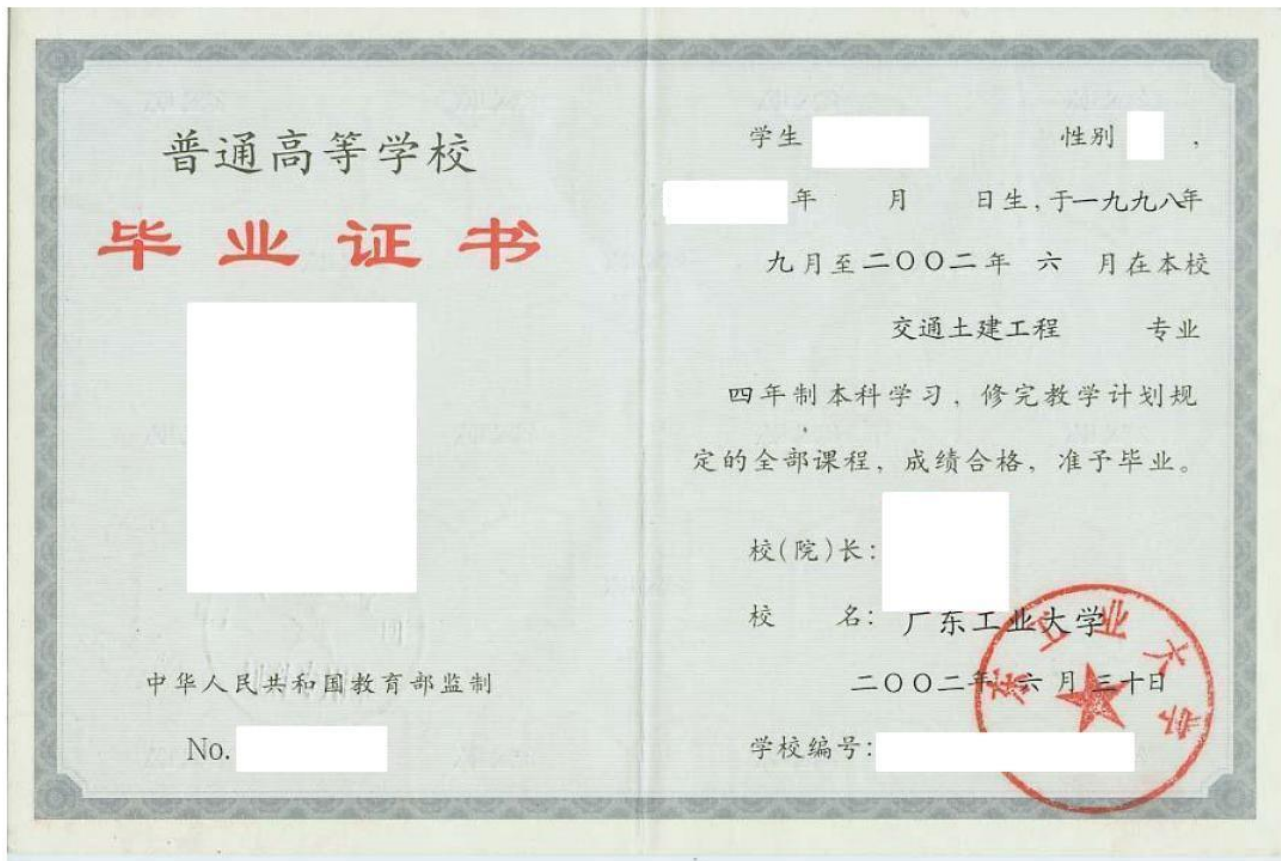 普通高等学校
毕业证书
中华人民共和国教育部监制
No.
学生 性别 ,
年 月 日生,于一九九八年
九月至二〇〇二年 六 月在本校
交通土建工程 专业
四年制本科学习,修完教学计划规
定的全部课程,成绩合格,准予毕业。
校(院)长:
校 名: 广东工业大学
二〇〇二年 六 月 三十日
学校编号:
东工业大学